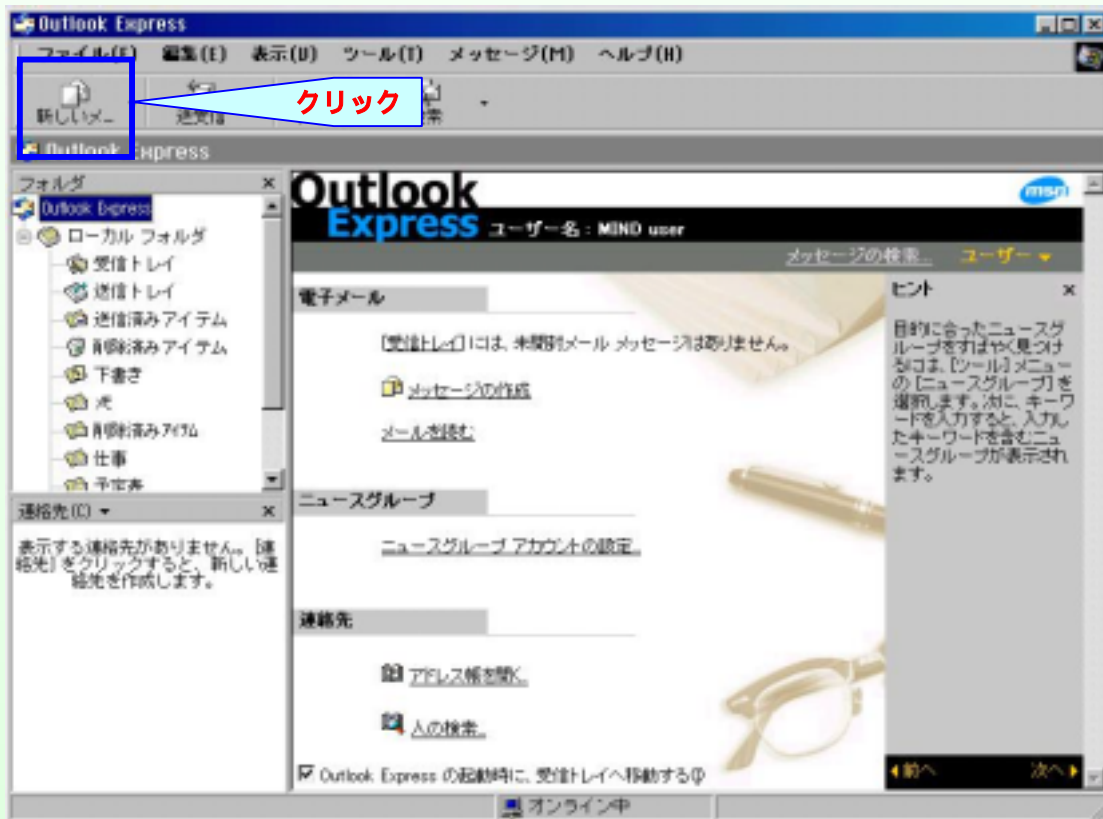 Outlook Express
ファイル(F) 編集(E) 表示(U) ツール(T) メッセージ(M) ヘルプ(H)
新しいメ... 送受信 クリック
Outlook Express
フォルダ ×
Outlook Express
ローカル フォルダ
受信トレイ
送信トレイ
送信済みアイテム
削除済みアイテム
下書き
削除済みアイテム
仕事
予定表
連絡先(C) ×
表示する連絡先がありません。[連
絡先] をクリックすると、新しい連
絡先を作成します。
Outlook
Express ユーザー名 : MIND user
msn
メッセージの検索... ユーザー
電子メール
[受信トレイ] には、未開封メール メッセージはありません。
メッセージの作成
メールを読む
ニュースグループ
ニュースグループ アカウントの設定...
連絡先
アドレス帳を開く...
人の検索...
Outlook Express の起動時に、受信トレイへ移動する(I)
ヒント ×
目的に合ったニュースグ
ループをすばやく見つけ
るには、[ツール] メニュー
の [ニュースグループ] を
選択します。次に、キーワ
ードを入力すると、入力し
たキーワードを含むニュ
ースグループが表示され
ます。
前へ 次へ
オンライン中